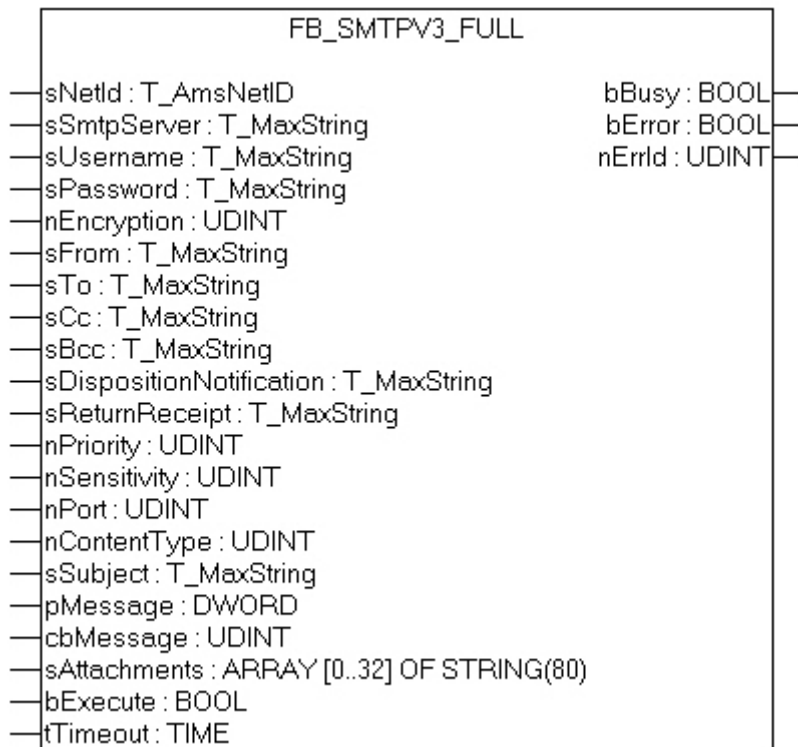 FB_SMTPV3_FULL
sNetId : T_AmsNetID bBusy : BOOL
sSmtpServer : T_MaxString bError : BOOL
sUsername : T_MaxString nErrId : UDINT
sPassword : T_MaxString
nEncryption : UDINT
sFrom : T_MaxString
sTo : T_MaxString
sCc : T_MaxString
sBcc : T_MaxString
sDispositionNotification : T_MaxString
sReturnReceipt : T_MaxString
nPriority : UDINT
nSensitivity : UDINT
nPort : UDINT
nContentType : UDINT
sSubject : T_MaxString
pMessage : DWORD
cbMessage : UDINT
sAttachments : ARRAY [0..32] OF STRING(80)
bExecute : BOOL
tTimeout : TIME